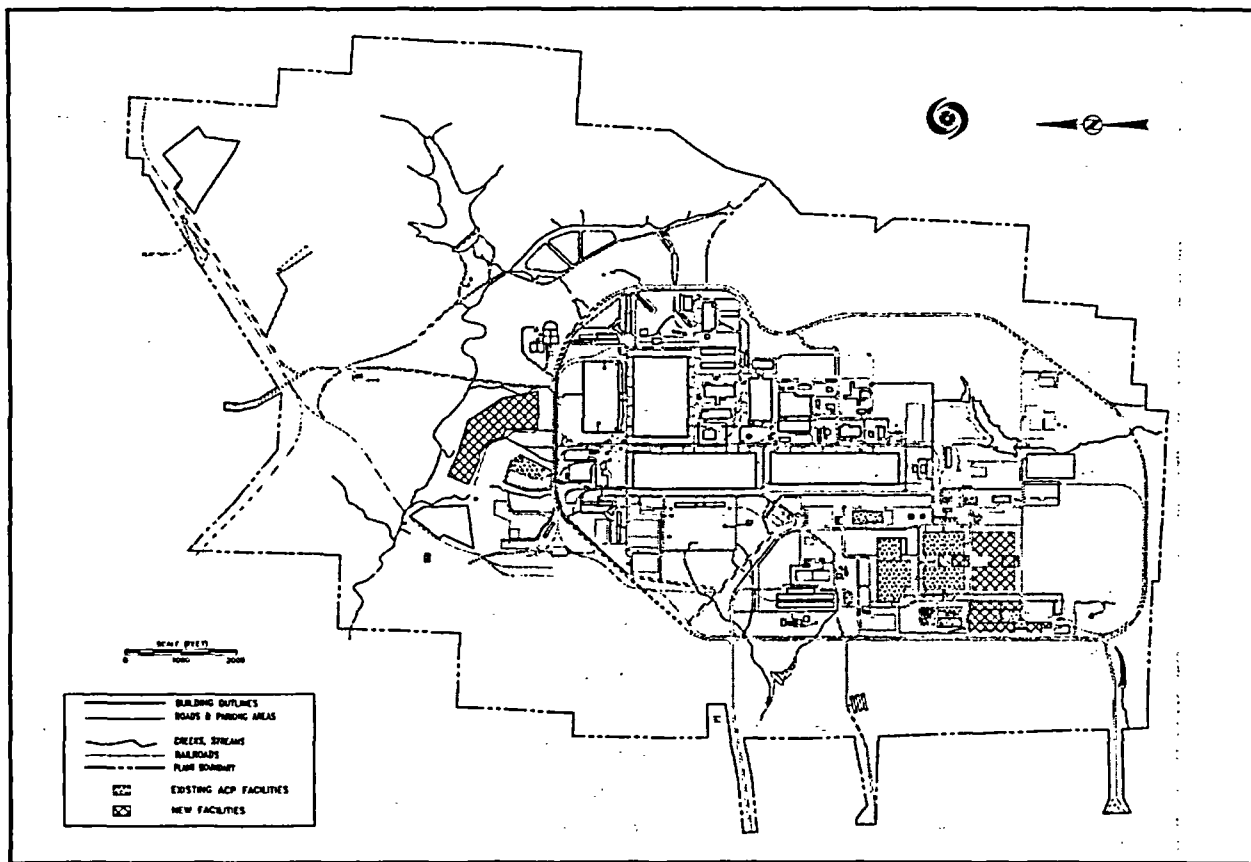 N
SCALE (FEET)
0 1000 2000
BUILDING OUTLINES
ROADS & PARKING AREAS
CREEKS, STREAMS
RAILROADS
PLANT BOUNDARY
EXISTING ACP FACILITIES
NEW FACILITIES